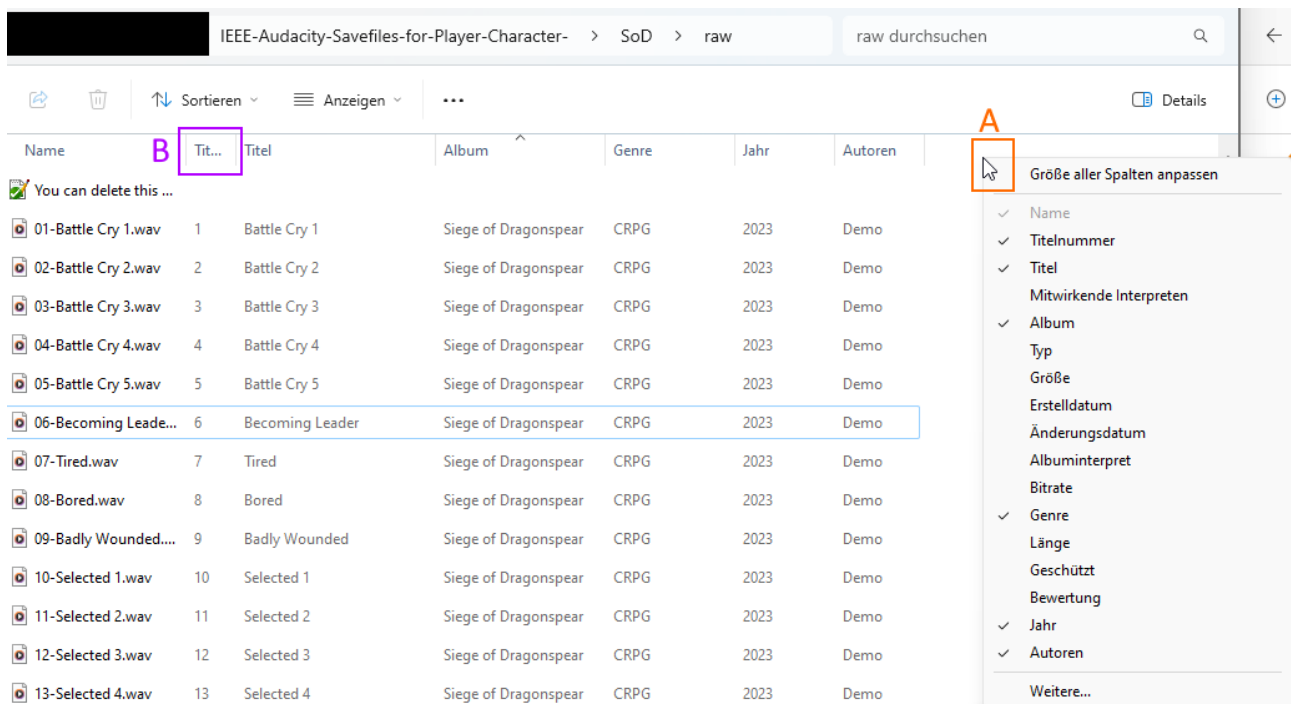 IEEE-Audacity-Savefiles-for-Player-Character- > SoD > raw
raw durchsuchen
Sortieren
Anzeigen
...
Details
A
B
Name Tit... Titel Album Genre Jahr Autoren
You can delete this ...
01-Battle Cry 1.wav 1 Battle Cry 1 Siege of Dragonspear CRPG 2023 Demo
02-Battle Cry 2.wav 2 Battle Cry 2 Siege of Dragonspear CRPG 2023 Demo
03-Battle Cry 3.wav 3 Battle Cry 3 Siege of Dragonspear CRPG 2023 Demo
04-Battle Cry 4.wav 4 Battle Cry 4 Siege of Dragonspear CRPG 2023 Demo
05-Battle Cry 5.wav 5 Battle Cry 5 Siege of Dragonspear CRPG 2023 Demo
06-Becoming Leade... 6 Becoming Leader Siege of Dragonspear CRPG 2023 Demo
07-Tired.wav 7 Tired Siege of Dragonspear CRPG 2023 Demo
08-Bored.wav 8 Bored Siege of Dragonspear CRPG 2023 Demo
09-Badly Wounded.... 9 Badly Wounded Siege of Dragonspear CRPG 2023 Demo
10-Selected 1.wav 10 Selected 1 Siege of Dragonspear CRPG 2023 Demo
11-Selected 2.wav 11 Selected 2 Siege of Dragonspear CRPG 2023 Demo
12-Selected 3.wav 12 Selected 3 Siege of Dragonspear CRPG 2023 Demo
13-Selected 4.wav 13 Selected 4 Siege of Dragonspear CRPG 2023 Demo
Größe aller Spalten anpassen
Name
Titelnummer
Titel
Mitwirkende Interpreten
Album
Typ
Größe
Erstelldatum
Änderungsdatum
Albuminterpret
Bitrate
Genre
Länge
Geschützt
Bewertung
Jahr
Autoren
Weitere...